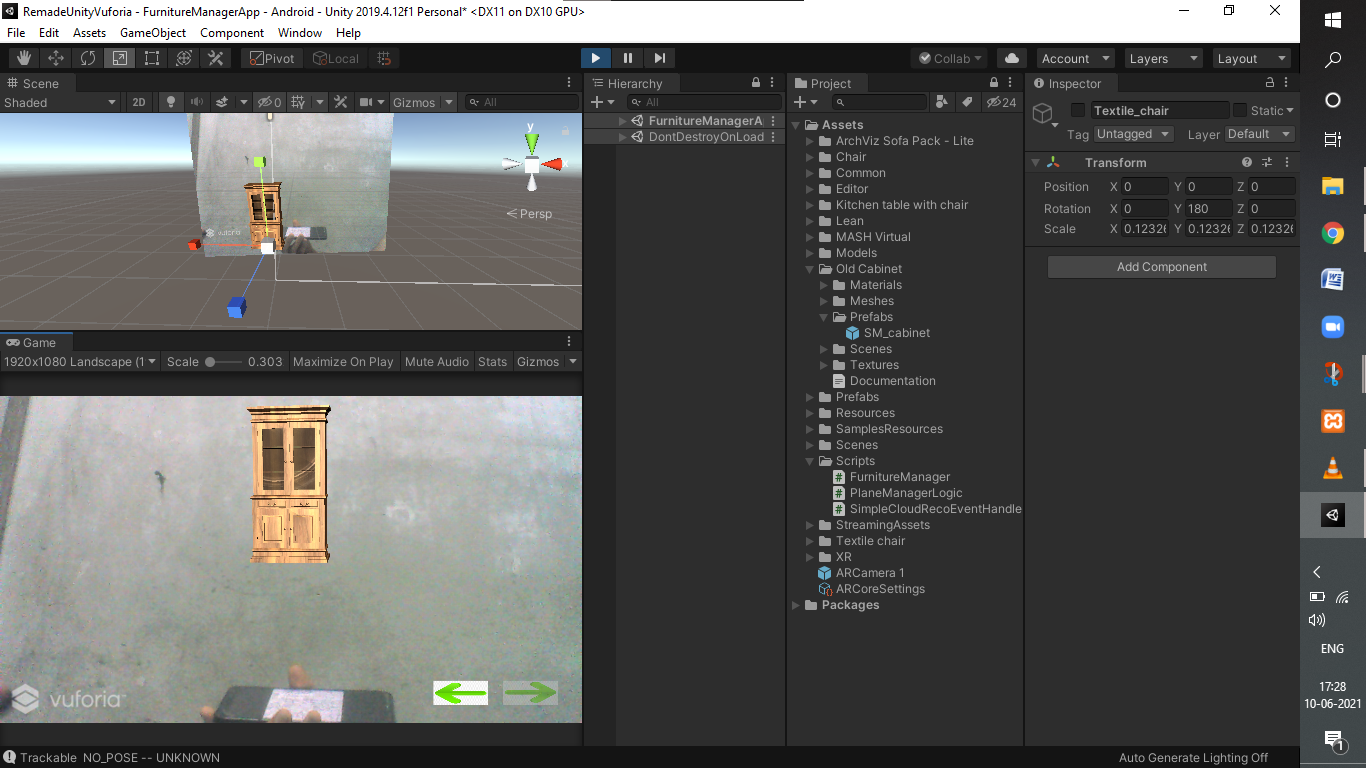 RemadeUnityVuforia - FurnitureManagerApp - Android - Unity 2019.4.12f1 Personal* <DX11 on DX10 GPU>
File Edit Assets GameObject Component Window Help
Pivot Local Collab Account Layers Layout
Scene
Shaded 2D 0 Gizmos All
y
x
Persp
vuforia
Game
1920x1080 Landscape (1 Scale 0.303 Maximize On Play Mute Audio Stats Gizmos
vuforia™
Hierarchy
All
FurnitureManagerA
DontDestroyOnLoad
Project
24
Assets
ArchViz Sofa Pack - Lite
Chair
Common
Editor
Kitchen table with chair
Lean
MASH Virtual
Models
Old Cabinet
Materials
Meshes
Prefabs
SM_cabinet
Scenes
Textures
Documentation
Prefabs
Resources
SamplesResources
Scenes
Scripts
FurnitureManager
PlaneManagerLogic
SimpleCloudRecoEventHandle
StreamingAssets
Textile chair
XR
ARCamera 1
ARCoreSettings
Packages
Inspector
Textile_chair Static
Tag Untagged Layer Default
Transform
Position X 0 Y 0 Z 0
Rotation X 0 Y 180 Z 0
Scale X 0.12326 Y 0.12326 Z 0.12326
Add Component
Trackable NO_POSE -- UNKNOWN
Auto Generate Lighting Off
ENG
17:28
10-06-2021
1